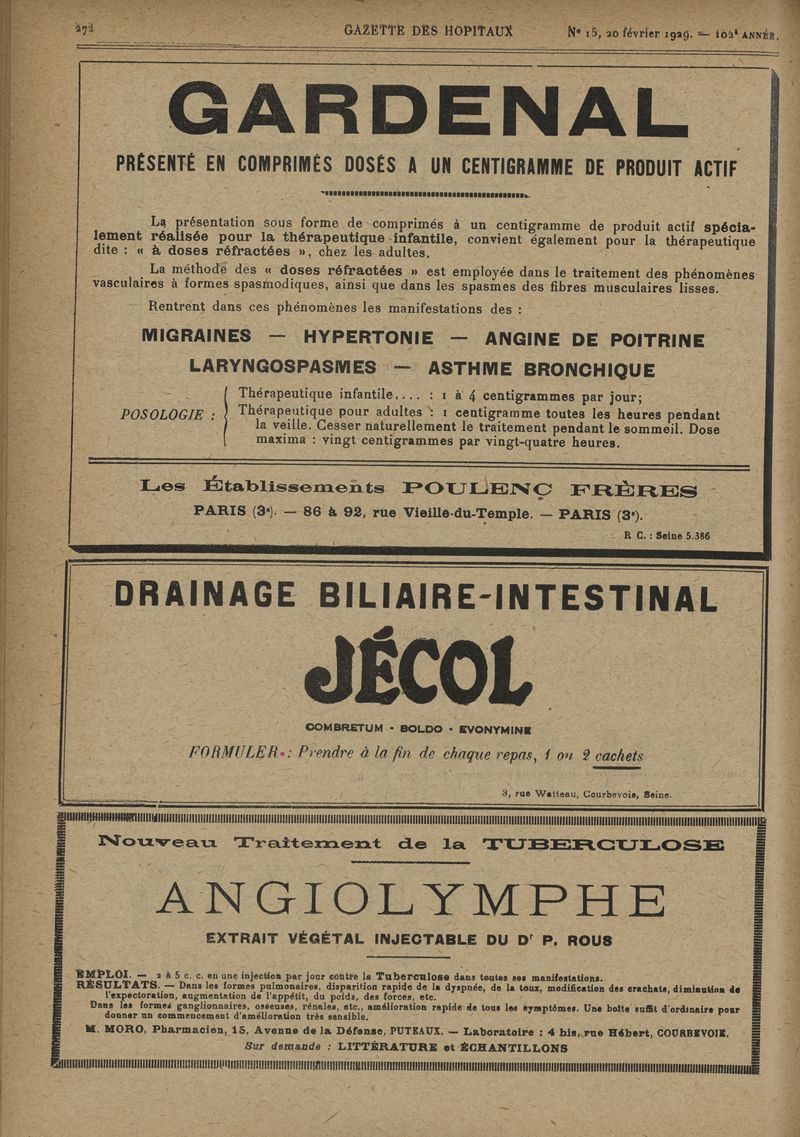 272 GAZETTE DES HOPITAUX N° 15, 20 février 1929. — 102e ANNÉE.
GARDENAL
PRÉSENTÉ EN COMPRIMÉS DOSÉS A UN CENTIGRAMME DE PRODUIT ACTIF
La présentation sous forme de comprimés à un centigramme de produit actif spécia-
lement réalisée pour la thérapeutique infantile, convient également pour la thérapeutique
dite : « à doses réfractées », chez les adultes.
La méthode des « doses réfractées » est employée dans le traitement des phénomènes
vasculaires à formes spasmodiques, ainsi que dans les spasmes des fibres musculaires lisses.
Rentrent dans ces phénomènes les manifestations des :
MIGRAINES — HYPERTONIE — ANGINE DE POITRINE
LARYNGOSPASMES — ASTHME BRONCHIQUE
POSOLOGIE :
Thérapeutique infantile.... : 1 à 4 centigrammes par jour;
Thérapeutique pour adultes : 1 centigramme toutes les heures pendant
la veille. Cesser naturellement le traitement pendant le sommeil. Dose
maxima : vingt centigrammes par vingt-quatre heures.
Les Établissements POULENC FRÈRES
PARIS (3e). — 86 à 92, rue Vieille-du-Temple. — PARIS (3e).
R C. : Seine 5.386
DRAINAGE BILIAIRE-INTESTINAL
JÉCOL
COMBRETUM · BOLDO · EVONYMINE
FORMULER : Prendre à la fin de chaque repas, 1 ou 2 cachets
3, rue Watteau, Courbevoie, Seine.
Nouveau Traitement de la TUBERCULOSE
ANGIOLYMPHE
EXTRAIT VÉGÉTAL INJECTABLE DU Dr P. ROUS
EMPLOI. — 2 à 5 c. c. en une injection par jour contre la Tuberculose dans toutes ses manifestations.
RÉSULTATS. — Dans les formes pulmonaires, disparition rapide de la dyspnée, de la toux, modification des crachats, diminution de
l'expectoration, augmentation de l'appétit, du poids, des forces, etc.
Dans les formes ganglionnaires, osseuses, rénales, etc., amélioration rapide de tous les symptômes. Une boîte suffit d'ordinaire pour
donner un commencement d'amélioration très sensible.
M. MORO, Pharmacien, 15, Avenue de la Défense, PUTEAUX. — Laboratoire : 4 bis, rue Hébert, COURBEVOIE.
Sur demande : LITTÉRATURE et ÉCHANTILLONS